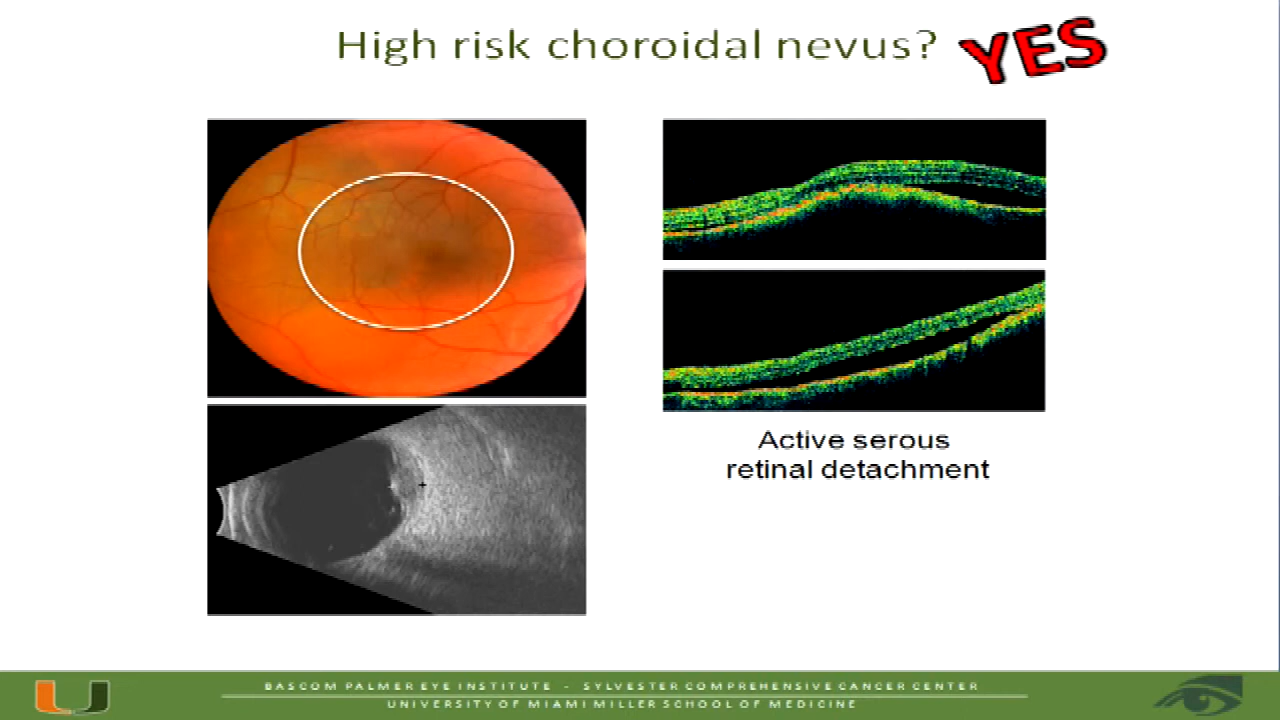 High risk choroidal nevus? YES
Active serous
retinal detachment
BASCOM PALMER EYE INSTITUTE - SYLVESTER COMPREHENSIVE CANCER CENTER
UNIVERSITY OF MIAMI MILLER SCHOOL OF MEDICINE